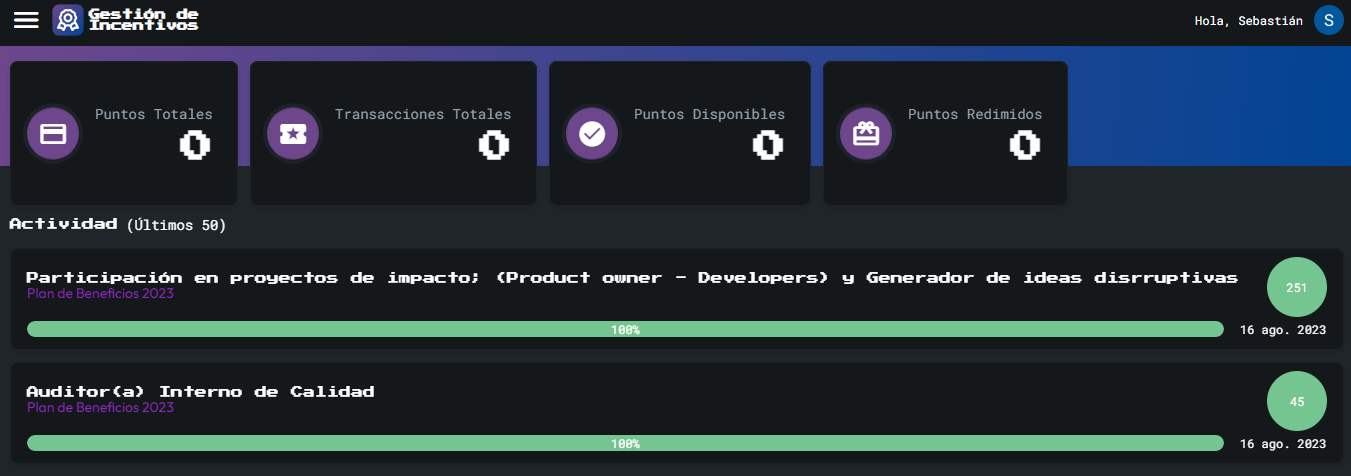 Gestión de
Incentivos
Hola, Sebastián
S
Puntos Totales
0
Transacciones Totales
0
Puntos Disponibles
0
Puntos Redimidos
0
Actividad (Últimos 50)
Participación en proyectos de impacto; (Product owner - Developers) y Generador de ideas disrruptivas
Plan de Beneficios 2023
251
100%
16 ago. 2023
Auditor(a) Interno de Calidad
Plan de Beneficios 2023
45
100%
16 ago. 2023